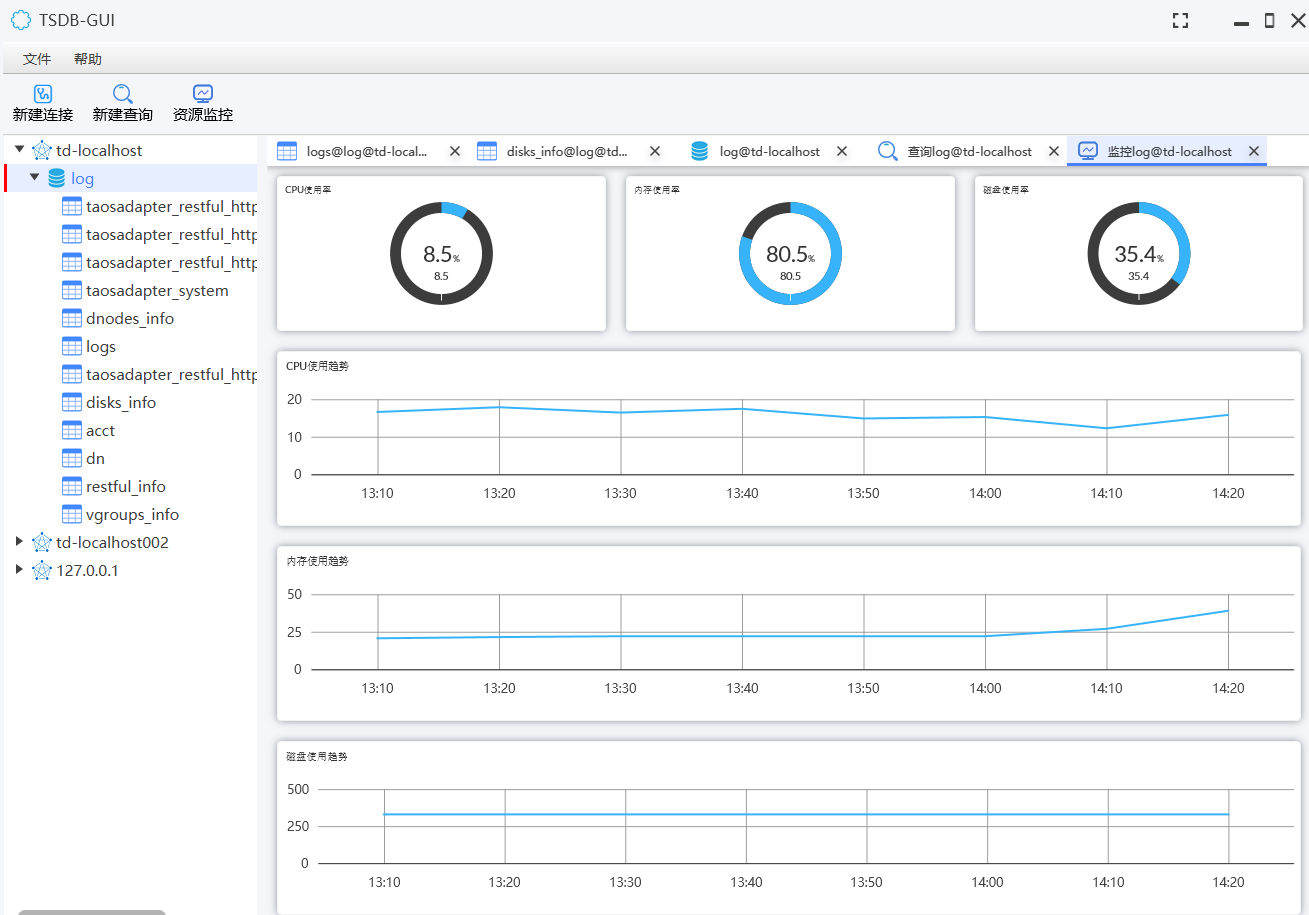 TSDB-GUI
文件 帮助
新建连接 新建查询 资源监控
td-localhost
log
taosadapter_restful_http
taosadapter_restful_http
taosadapter_restful_http
taosadapter_system
dnodes_info
logs
taosadapter_restful_http
disks_info
acct
dn
restful_info
vgroups_info
td-localhost002
127.0.0.1
logs@log@td-local... disks_info@log@td... log@td-localhost 查询log@td-localhost 监控log@td-localhost
CPU使用率
8.5%
8.5
内存使用率
80.5%
80.5
磁盘使用率
35.4%
35.4
CPU使用趋势
20
10
0
13:10 13:20 13:30 13:40 13:50 14:00 14:10 14:20
内存使用趋势
50
25
0
13:10 13:20 13:30 13:40 13:50 14:00 14:10 14:20
磁盘使用趋势
500
250
0
13:10 13:20 13:30 13:40 13:50 14:00 14:10 14:20